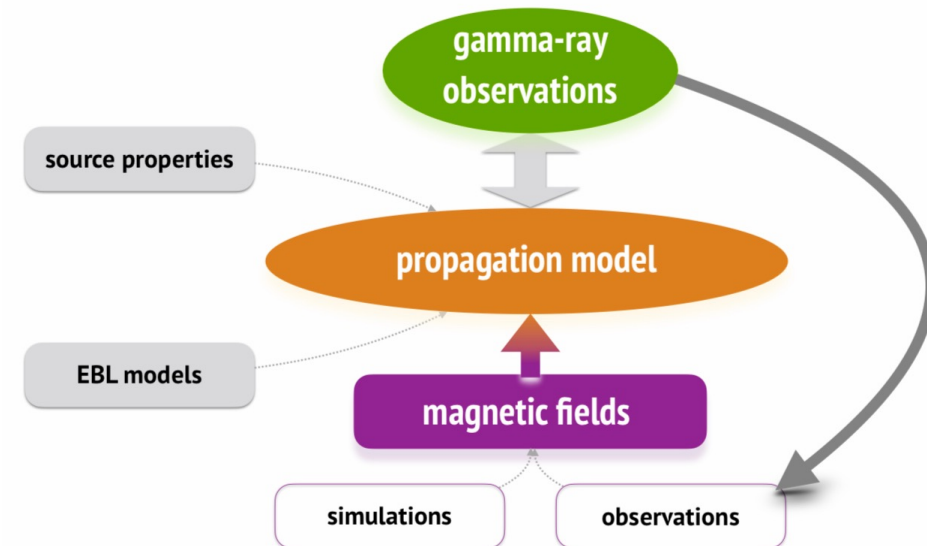 gamma-ray
observations
source properties
propagation model
EBL models
magnetic fields
simulations
observations